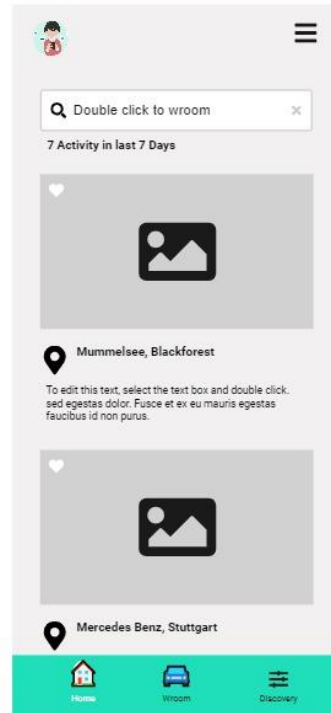 Double click to wroom
7 Activity in last 7 Days
Mummelsee, Blackforest
To edit this text, select the text box and double click.
sed egestas dolor. Fusce et ex eu mauris egestas
faucibus id non purus.
Mercedes Benz, Stuttgart
Home
Wroom
Discovery